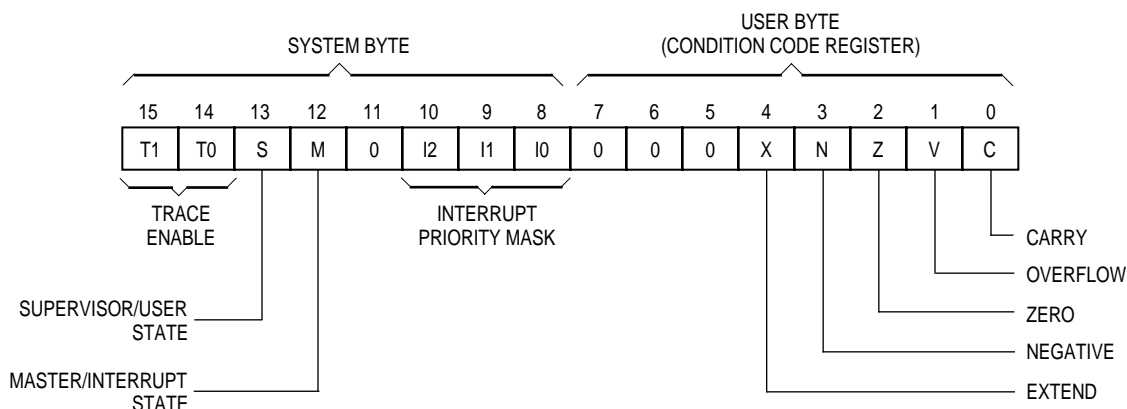 USER BYTE
SYSTEM BYTE (CONDITION CODE REGISTER)
15 14 13 12 11 10 9 8 7 6 5 4 3 2 1 0
T1 T0 S M 0 I2 I1 I0 0 0 0 X N Z V C
TRACE
ENABLE
INTERRUPT
PRIORITY MASK
CARRY
OVERFLOW
SUPERVISOR/USER
STATE
ZERO
NEGATIVE
MASTER/INTERRUPT
STATE
EXTEND